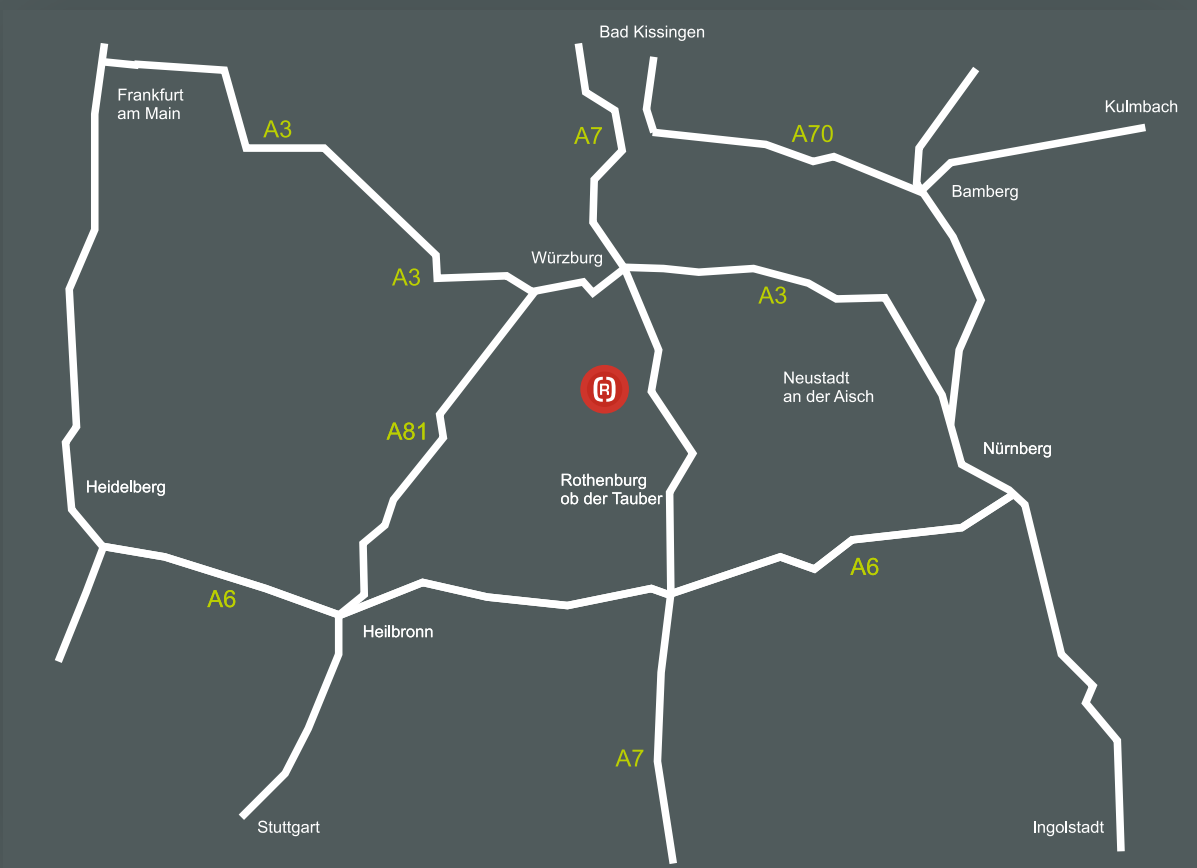 Bad Kissingen
Frankfurt
am Main
Kulmbach
A3
A7
A70
Bamberg
Würzburg
A3
A3
R
Neustadt
an der Aisch
A81
Nürnberg
Heidelberg
Rothenburg
ob der Tauber
A6
A6
Heilbronn
A7
Stuttgart
Ingolstadt